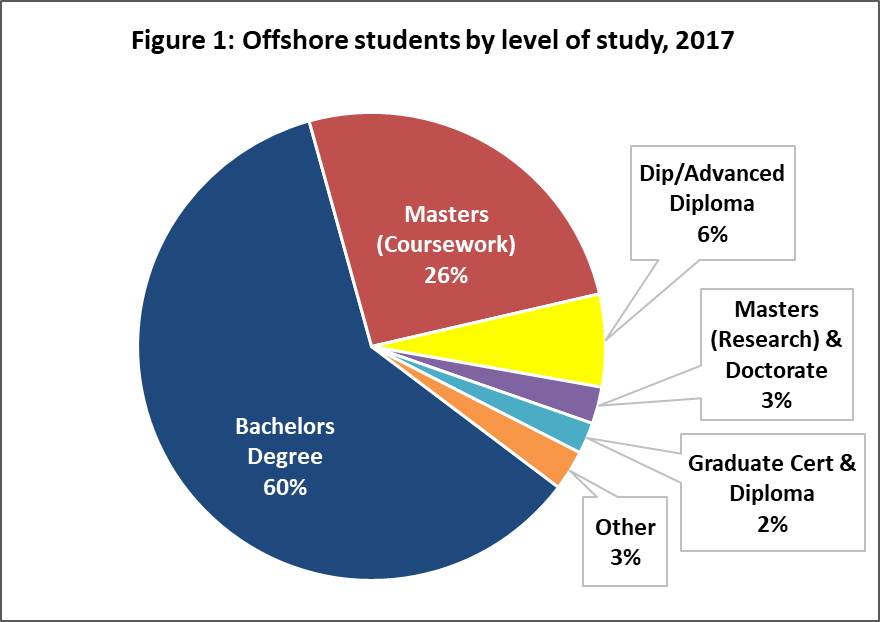 Figure 1: Offshore students by level of study, 2017
Masters
(Coursework)
26%
Dip/Advanced
Diploma
6%
Masters
(Research) &
Doctorate
3%
Graduate Cert &
Diploma
2%
Other
3%
Bachelors
Degree
60%